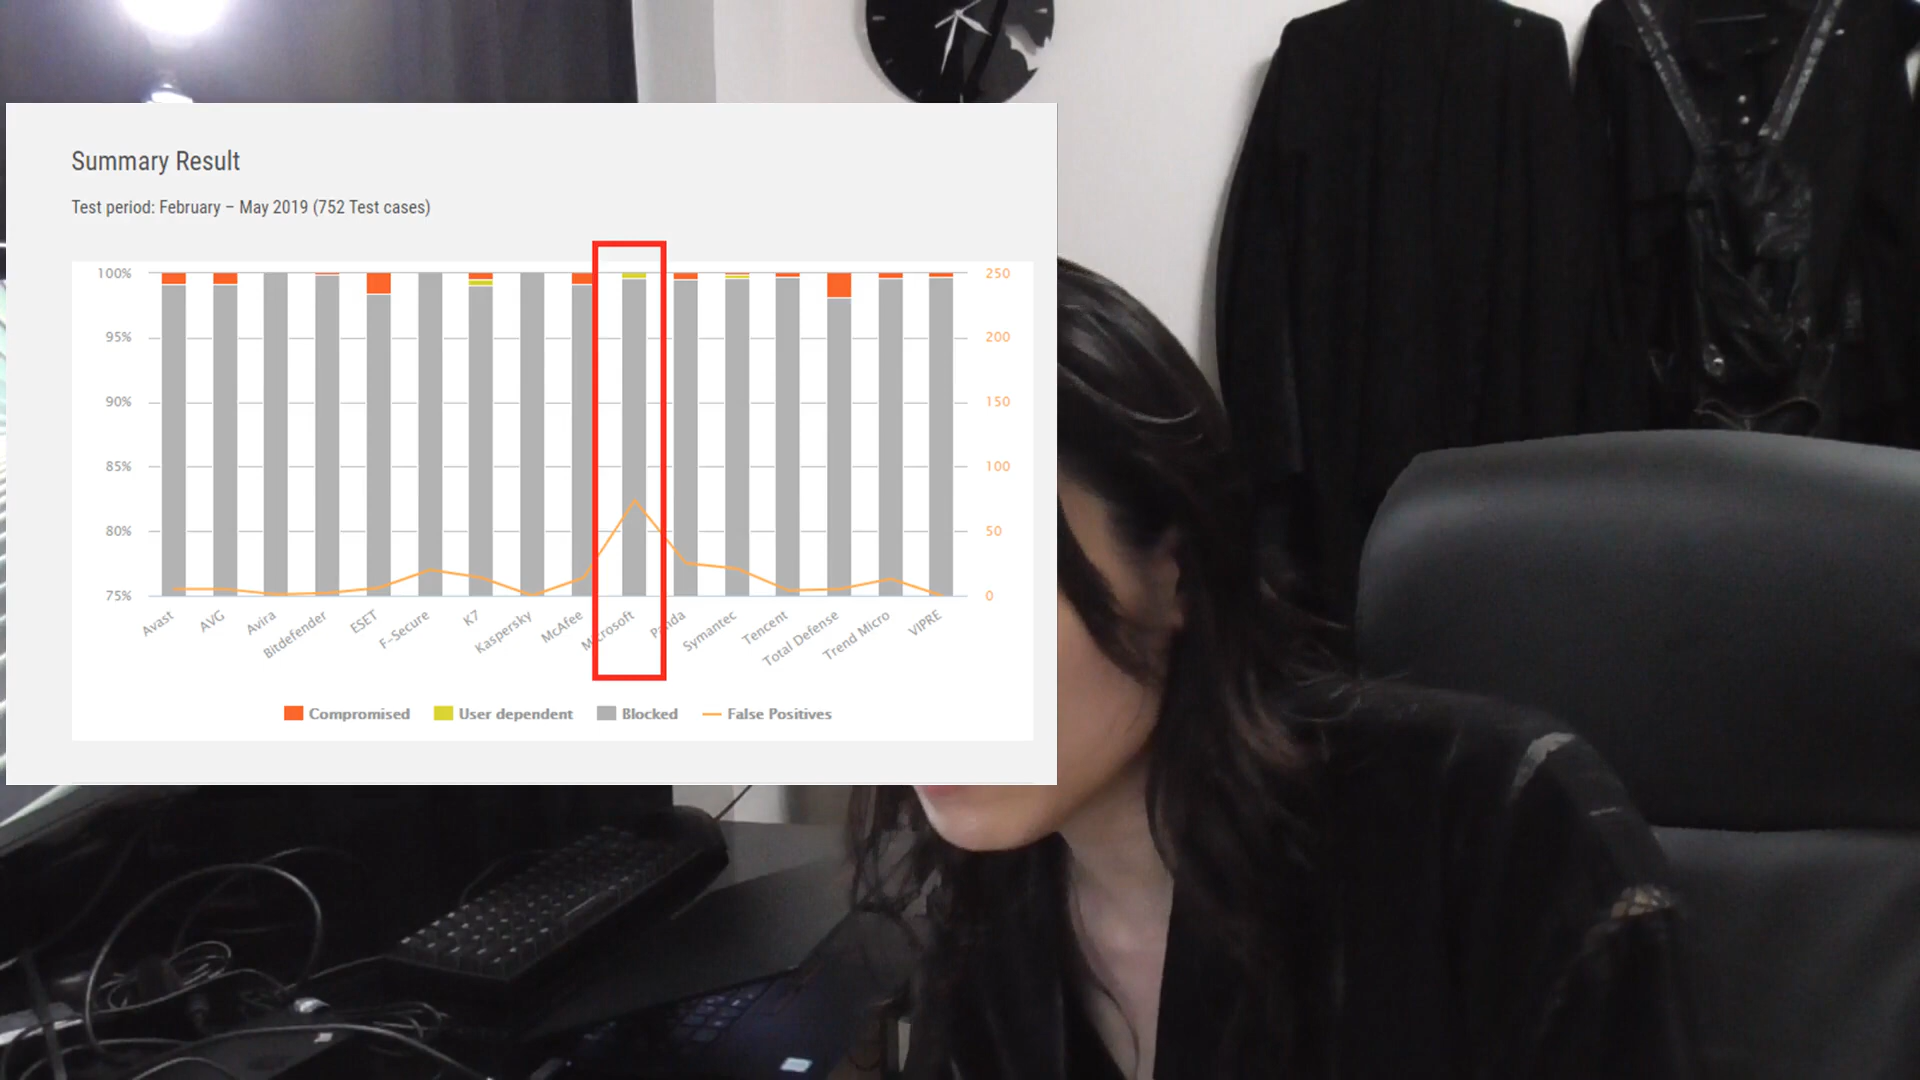 Summary Result
Test period: February – May 2019 (752 Test cases)
100%
250
95%
200
90%
150
85%
100
80%
50
75%
0
Avast
AVG
Avira
Bitdefender
ESET
F-Secure
K7
Kaspersky
McAfee
Microsoft
Panda
Symantec
Tencent
Total Defense
Trend Micro
VIPRE
Compromised
User dependent
Blocked
False Positives